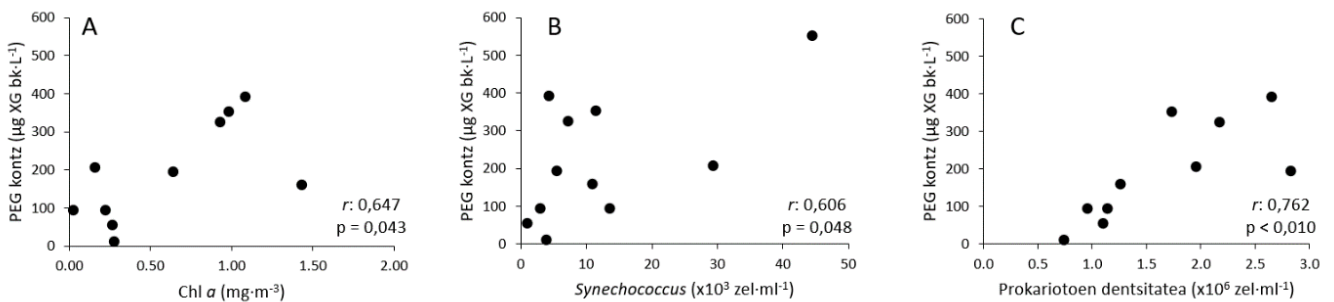 A
PEG kontz (µg XG bk·L⁻¹)
600
500
400
300
200
100
0
0.00 0.50 1.00 1.50 2.00
Chl a (mg·m⁻³)
r: 0,647
p = 0,043
B
PEG kontz (µg XG bk·L⁻¹)
600
500
400
300
200
100
0
0 10 20 30 40 50
Synechococcus (x10³ zel·ml⁻¹)
r: 0,606
p = 0,048
C
PEG kontz (µg XG bk·L⁻¹)
600
500
400
300
200
100
0
0.0 0.5 1.0 1.5 2.0 2.5 3.0
Prokariotoen dentsitatea (x10⁶ zel·ml⁻¹)
r: 0,762
p < 0,010